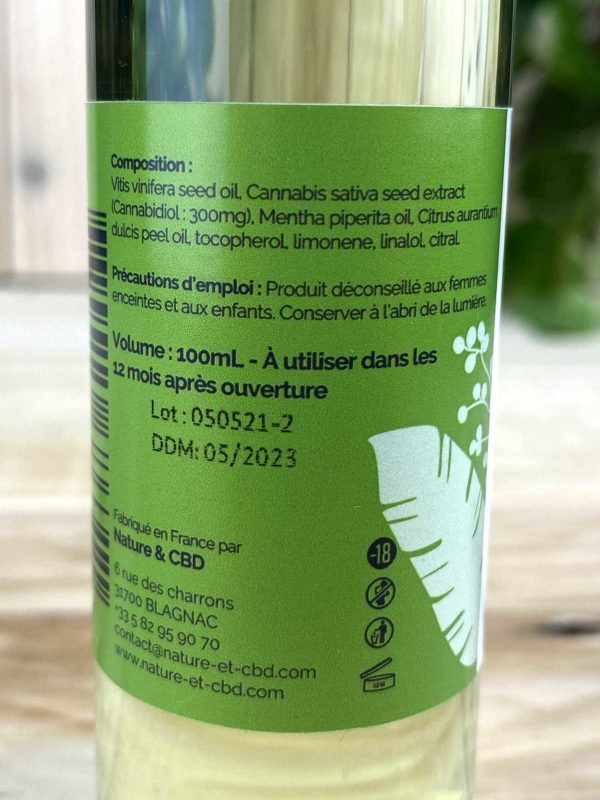 Composition :
Vitis vinifera seed oil, Cannabis sativa seed extract
(Cannabidiol : 300mg), Mentha piperita oil, Citrus aurantium
dulcis peel oil, tocopherol, limonene, linalol, citral.
Précautions d'emploi : Produit déconseillé aux femmes
enceintes et aux enfants. Conserver à l'abri de la lumière.
Volume : 100mL - À utiliser dans les
12 mois après ouverture
Lot : 050521-2
DDM: 05/2023
Fabriqué en France par
Nature & CBD
6 rue des charrons
31700 BLAGNAC
+33 5 82 95 90 70
contact@nature-et-cbd.com
www.nature-et-cbd.com
-18
12M